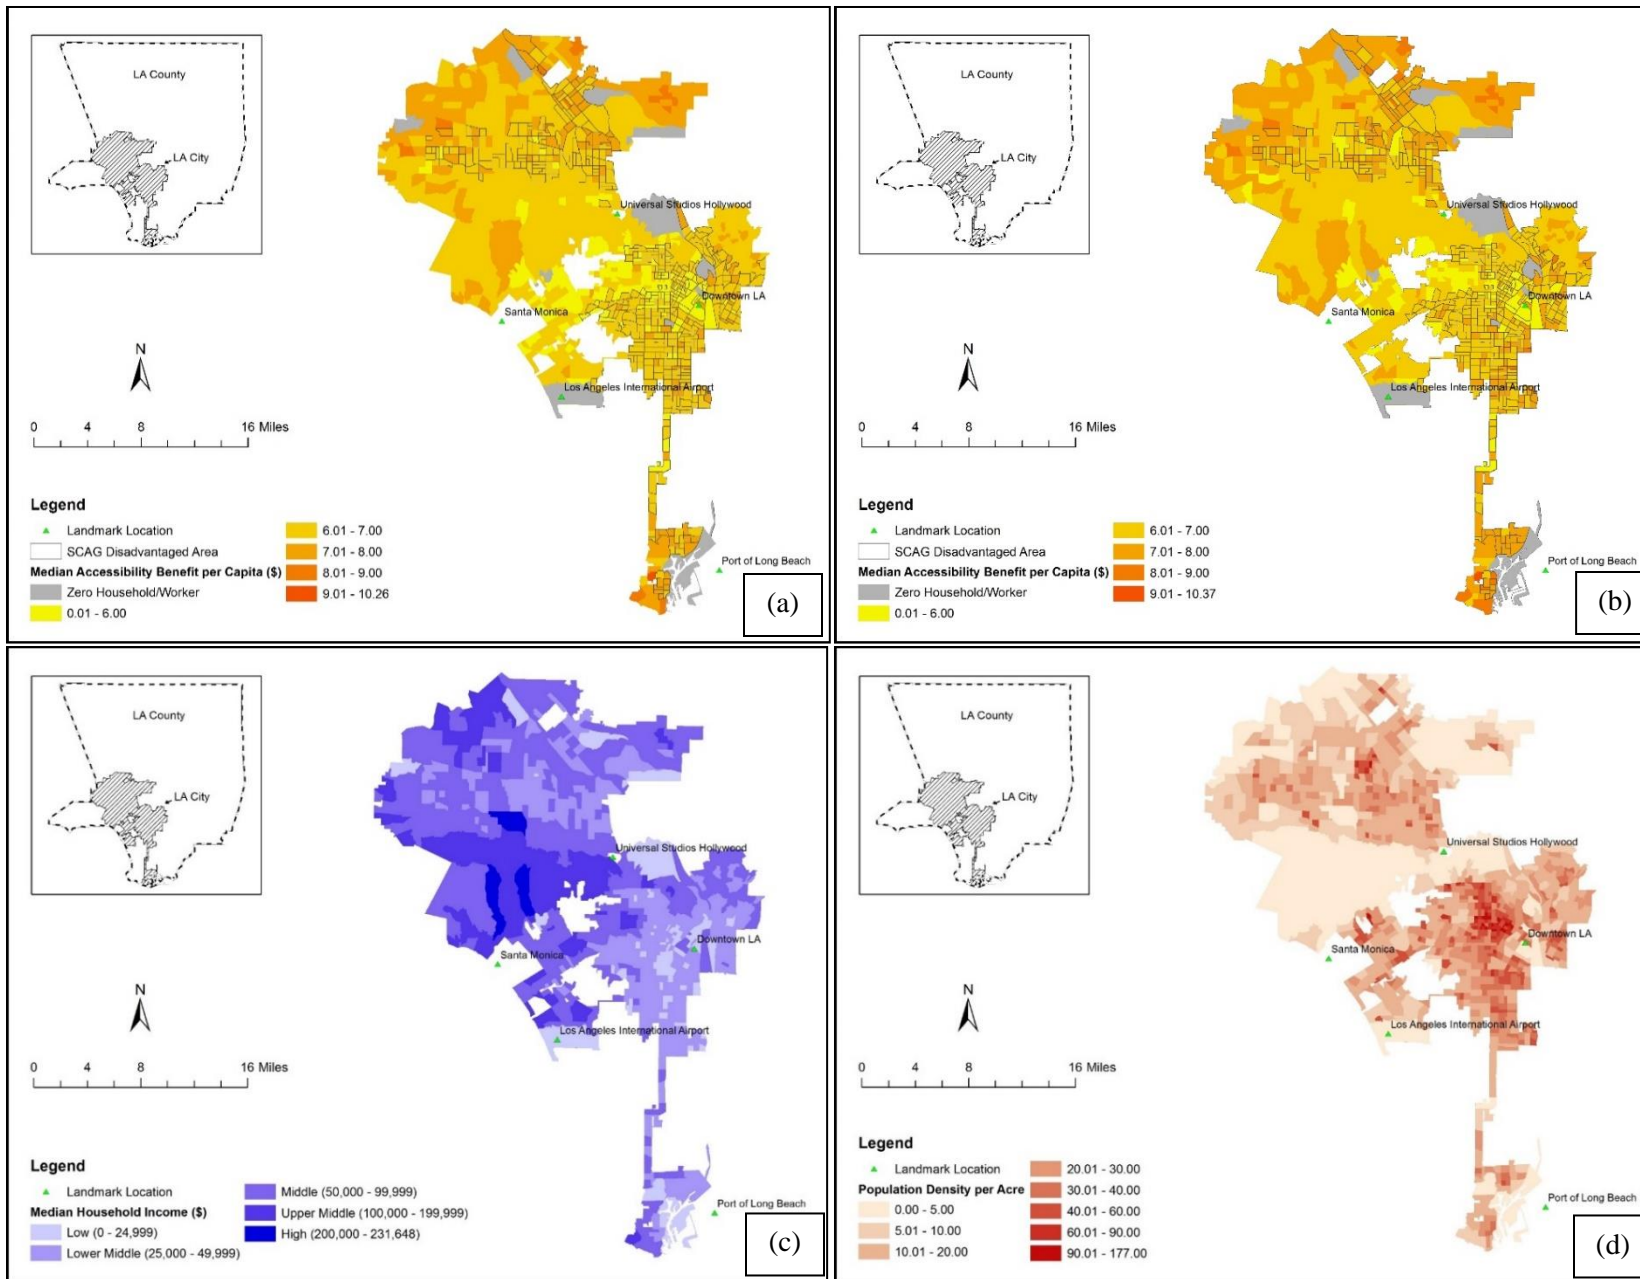 LA County
LA City
Universal Studios Hollywood
Downtown LA
Santa Monica
N
Los Angeles International Airport
0 4 8 16 Miles
Legend
Landmark Location
SCAG Disadvantaged Area
Median Accessibility Benefit per Capita ($)
Zero Household/Worker
0.01 - 6.00
6.01 - 7.00
7.01 - 8.00
8.01 - 9.00
9.01 - 10.26
Port of Long Beach
(a)
LA County
LA City
Universal Studios Hollywood
Downtown LA
Santa Monica
N
Los Angeles International Airport
0 4 8 16 Miles
Legend
Landmark Location
SCAG Disadvantaged Area
Median Accessibility Benefit per Capita ($)
Zero Household/Worker
0.01 - 6.00
6.01 - 7.00
7.01 - 8.00
8.01 - 9.00
9.01 - 10.37
Port of Long Beach
(b)
LA County
LA City
Universal Studios Hollywood
Downtown LA
Santa Monica
N
Los Angeles International Airport
0 4 8 16 Miles
Legend
Landmark Location
Median Household Income ($)
Low (0 - 24,999)
Lower Middle (25,000 - 49,999)
Middle (50,000 - 99,999)
Upper Middle (100,000 - 199,999)
High (200,000 - 231,648)
Port of Long Beach
(c)
LA County
LA City
Universal Studios Hollywood
Downtown LA
Santa Monica
N
Los Angeles International Airport
0 4 8 16 Miles
Legend
Landmark Location
Population Density per Acre
0.00 - 5.00
5.01 - 10.00
10.01 - 20.00
20.01 - 30.00
30.01 - 40.00
40.01 - 60.00
60.01 - 90.00
90.01 - 177.00
Port of Long Beach
(d)